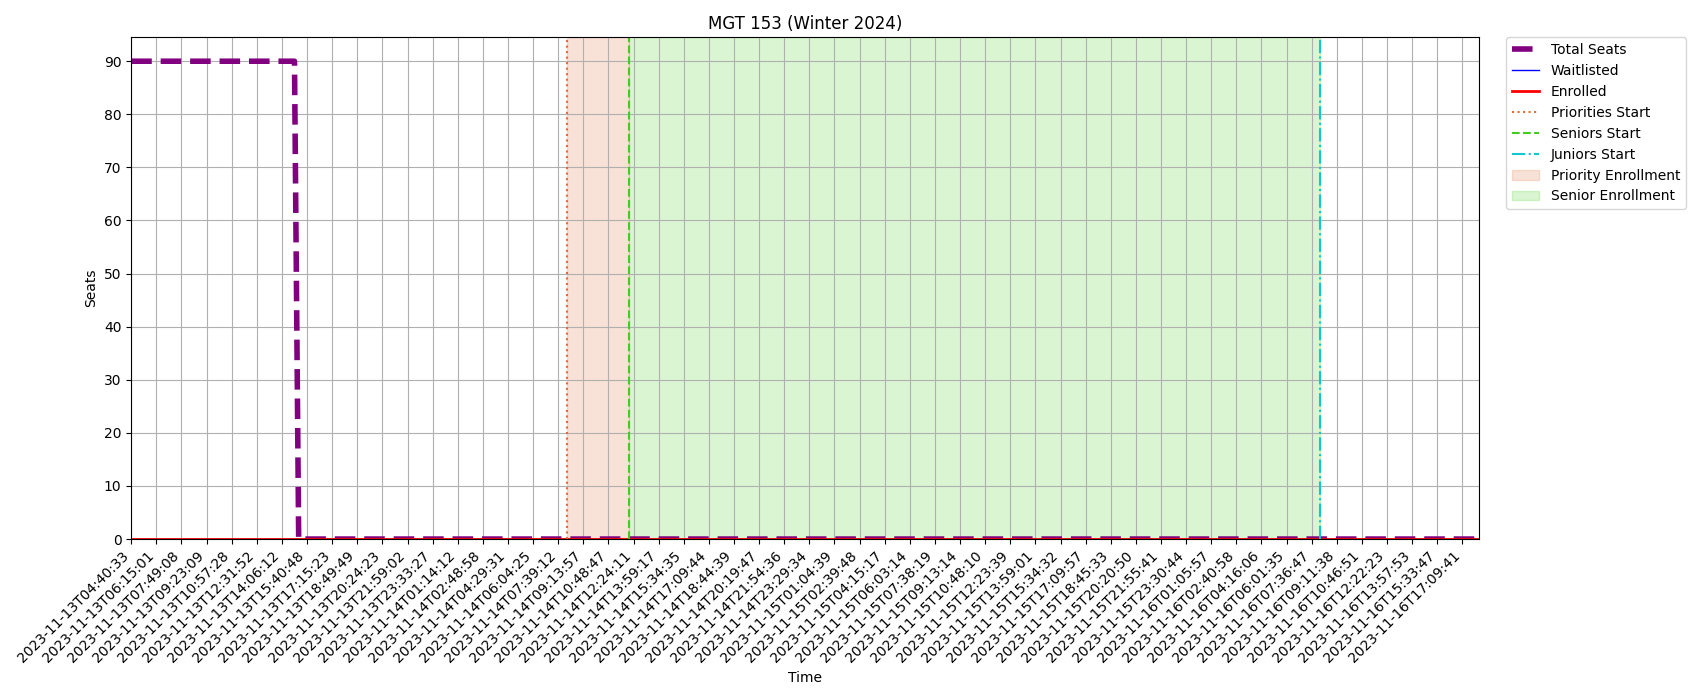 MGT 153 (Winter 2024)
Total Seats
Waitlisted
Enrolled
Priorities Start
Seniors Start
Juniors Start
Priority Enrollment
Senior Enrollment
Seats
90
80
70
60
50
40
30
20
10
0
2023-11-13T04:40:33
2023-11-13T06:15:01
2023-11-13T07:49:08
2023-11-13T09:23:09
2023-11-13T10:57:28
2023-11-13T12:31:52
2023-11-13T14:06:12
2023-11-13T15:40:48
2023-11-13T17:15:23
2023-11-13T18:49:49
2023-11-13T20:24:23
2023-11-13T21:59:02
2023-11-13T23:33:27
2023-11-14T01:14:12
2023-11-14T02:48:58
2023-11-14T04:29:31
2023-11-14T06:04:25
2023-11-14T07:39:12
2023-11-14T09:13:57
2023-11-14T10:48:47
2023-11-14T12:24:11
2023-11-14T13:59:17
2023-11-14T15:34:35
2023-11-14T17:09:44
2023-11-14T18:44:39
2023-11-14T20:19:47
2023-11-14T21:54:36
2023-11-14T23:29:34
2023-11-15T01:04:39
2023-11-15T02:39:48
2023-11-15T04:15:17
2023-11-15T06:03:14
2023-11-15T07:38:19
2023-11-15T09:13:14
2023-11-15T10:48:10
2023-11-15T12:23:39
2023-11-15T13:59:01
2023-11-15T15:34:32
2023-11-15T17:09:57
2023-11-15T18:45:33
2023-11-15T20:20:50
2023-11-15T21:55:41
2023-11-15T23:30:44
2023-11-16T01:05:57
2023-11-16T02:40:58
2023-11-16T04:16:06
2023-11-16T06:01:35
2023-11-16T07:36:47
2023-11-16T09:11:38
2023-11-16T10:46:51
2023-11-16T12:22:23
2023-11-16T13:57:53
2023-11-16T15:33:47
2023-11-16T17:09:41
Time